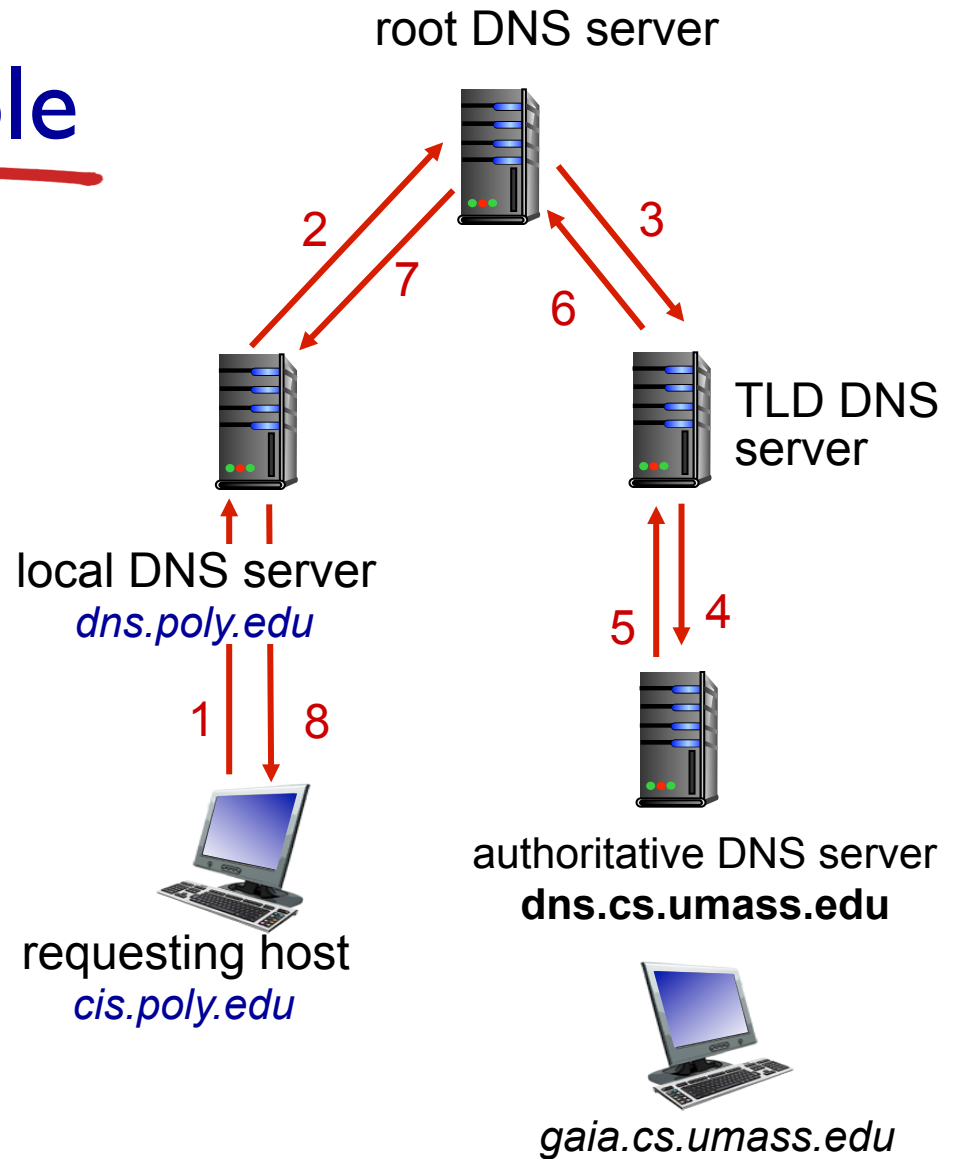 root DNS server
2
3
7
6
TLD DNS
server
local DNS server
dns.poly.edu
5
4
1
8
authoritative DNS server
dns.cs.umass.edu
requesting host
cis.poly.edu
gaia.cs.umass.edu